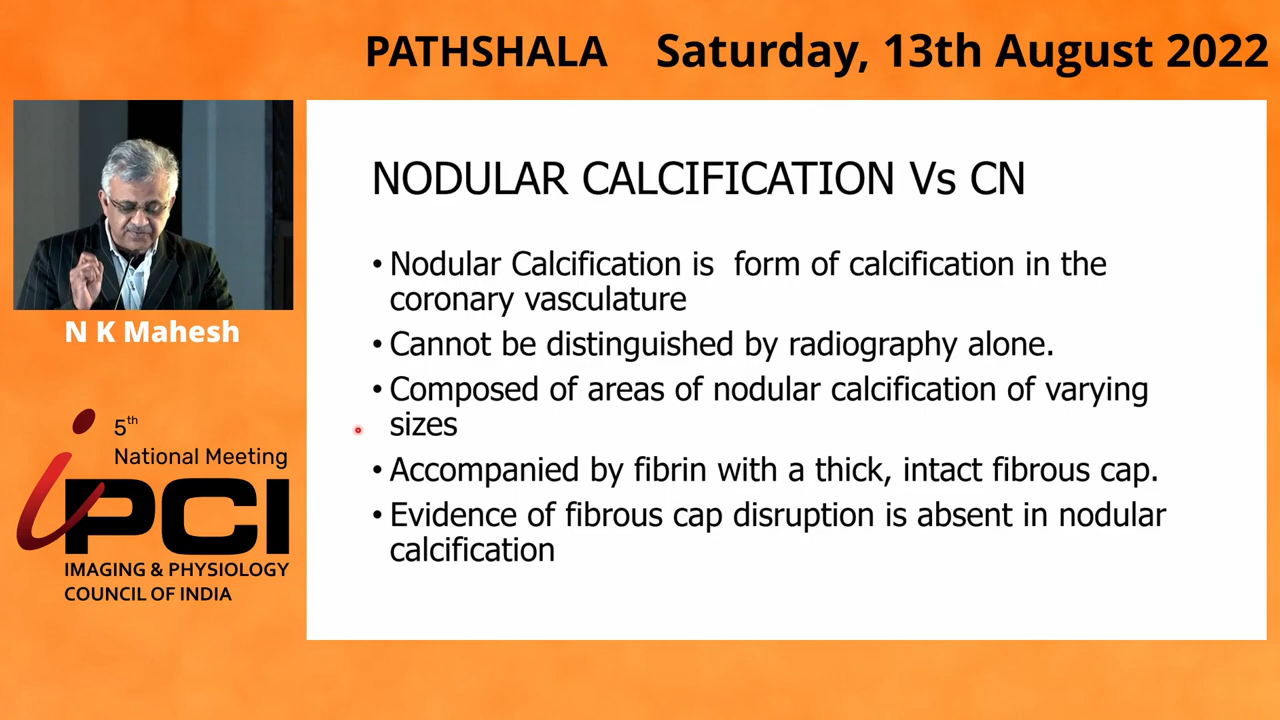 PATHSHALA Saturday, 13th August 2022
NODULAR CALCIFICATION Vs CN
• Nodular Calcification is form of calcification in the
coronary vasculature
• Cannot be distinguished by radiography alone.
• Composed of areas of nodular calcification of varying
sizes
• Accompanied by fibrin with a thick, intact fibrous cap.
• Evidence of fibrous cap disruption is absent in nodular
calcification
N K Mahesh
5th
National Meeting
iPCI
IMAGING & PHYSIOLOGY
COUNCIL OF INDIA